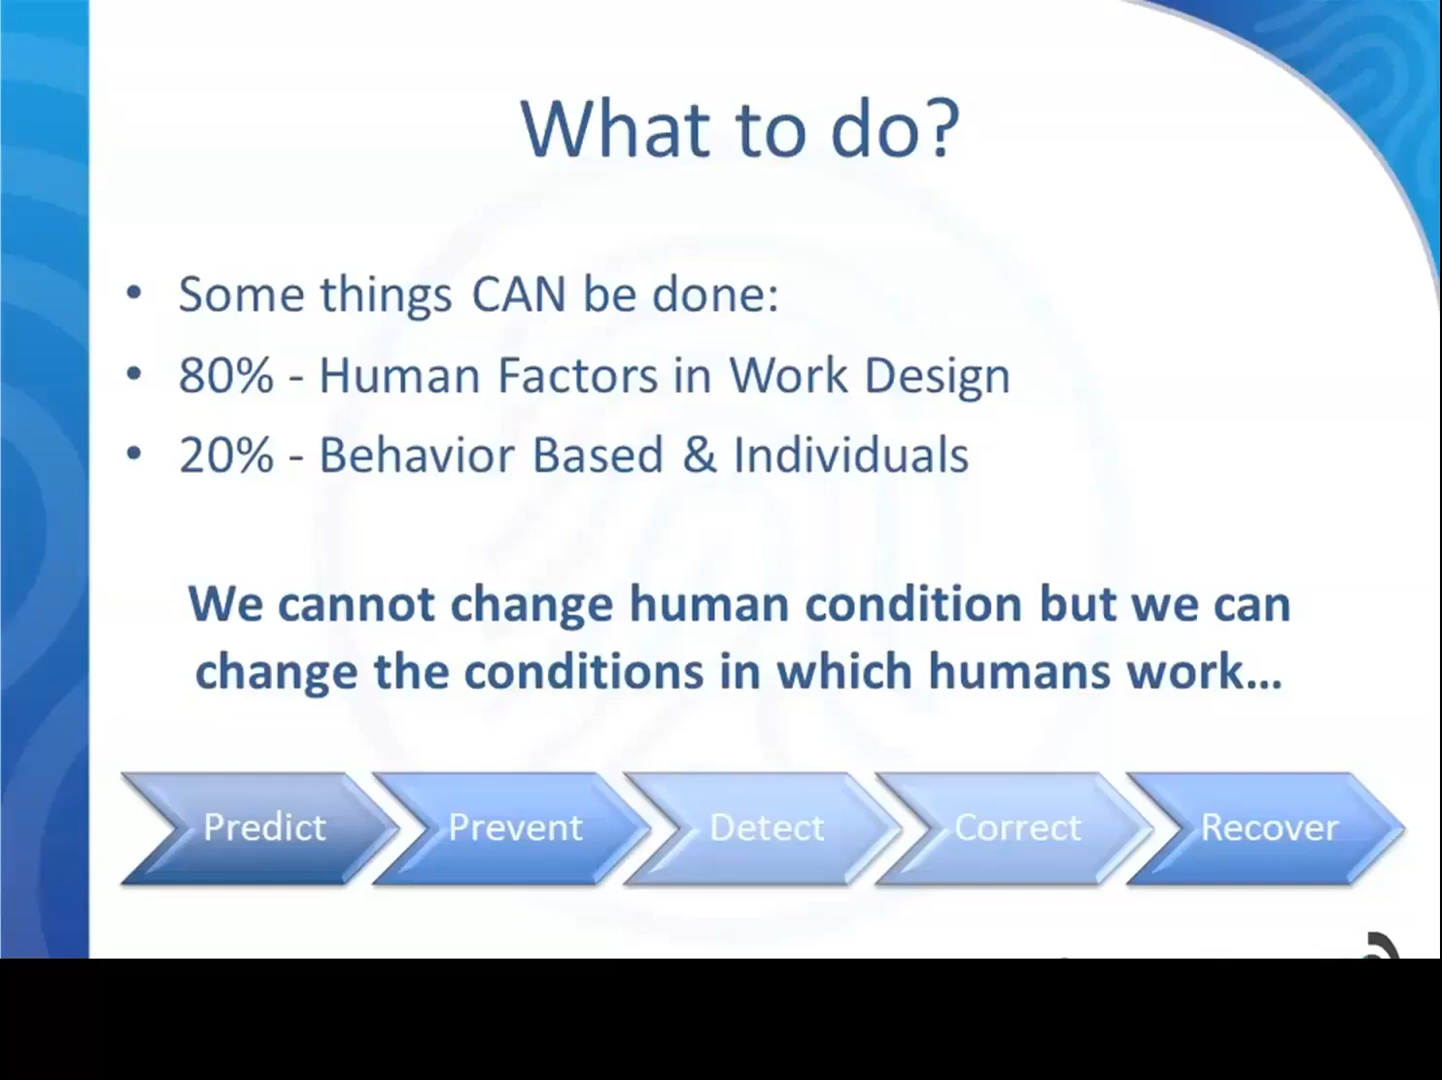 What to do?
• Some things CAN be done:
• 80% - Human Factors in Work Design
• 20% - Behavior Based & Individuals
We cannot change human condition but we can
change the conditions in which humans work...
Predict
Prevent
Detect
Correct
Recover